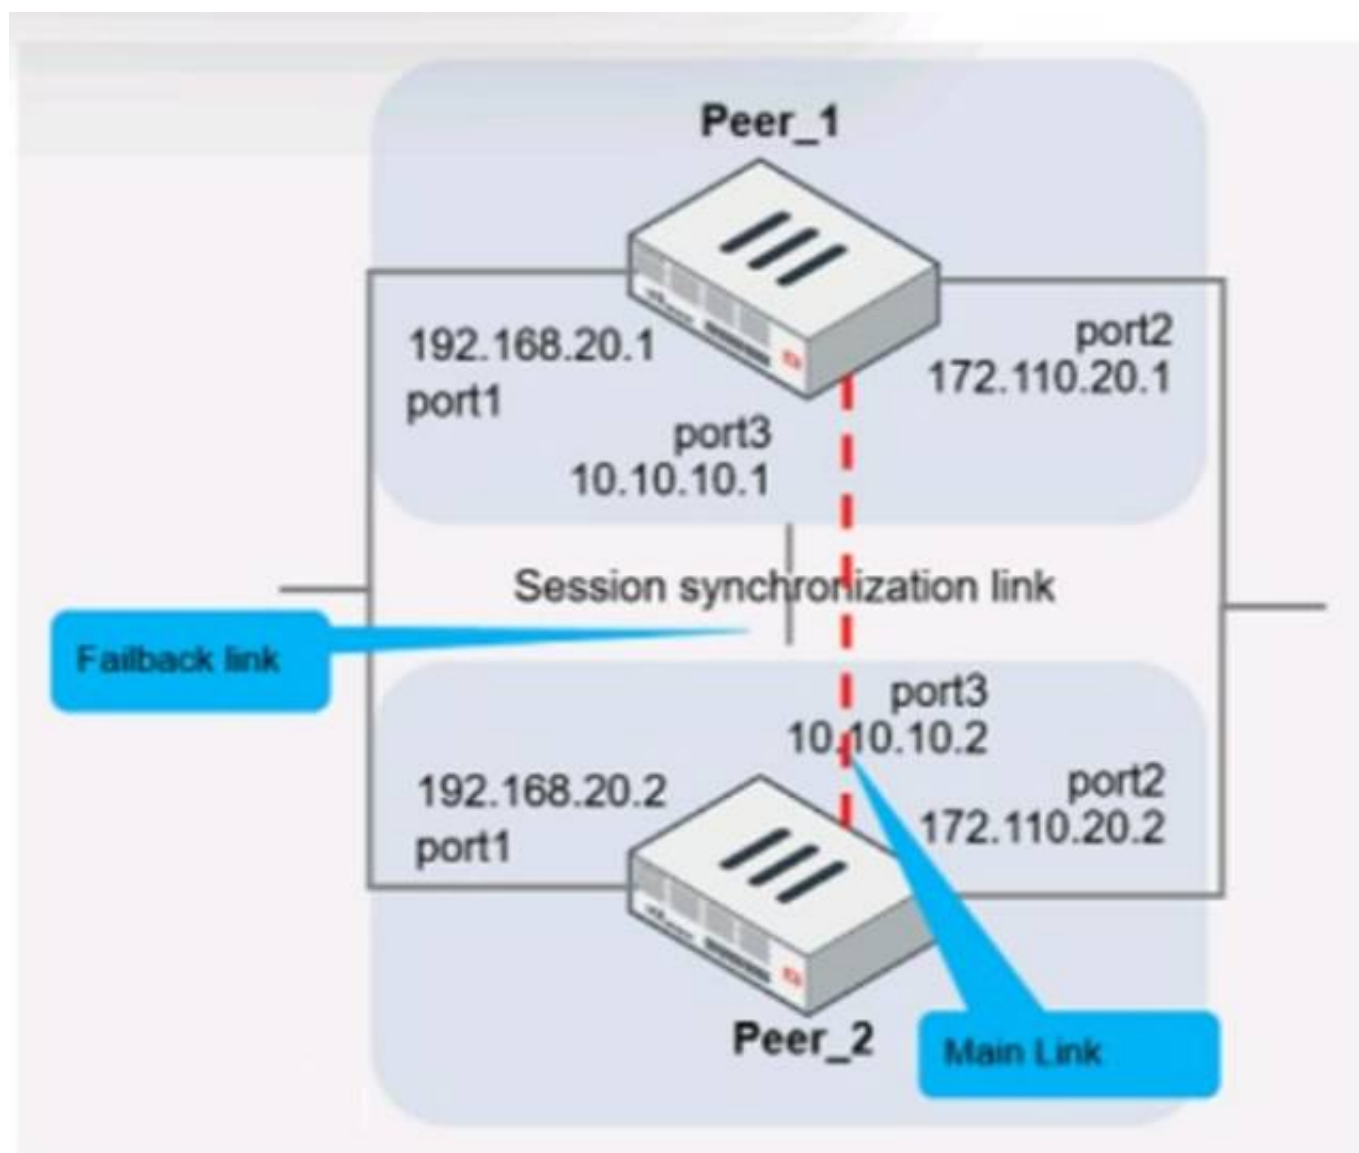 Peer_1
192.168.20.1
port1
port2
172.110.20.1
port3
10.10.10.1
Session synchronization link
Failback link
port3
10.10.10.2
192.168.20.2
port1
port2
172.110.20.2
Peer_2
Main Link